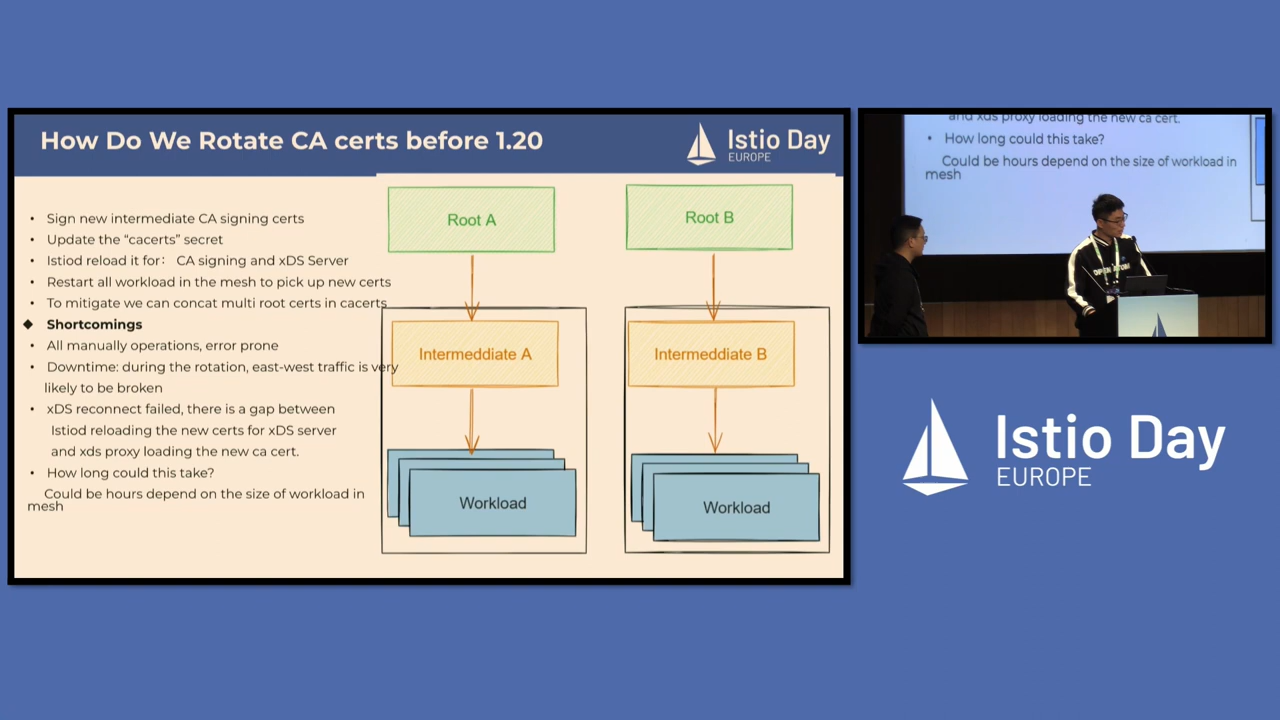 How Do We Rotate CA certs before 1.20
Istio Day
EUROPE
• Sign new intermediate CA signing certs
• Update the “cacerts” secret
• Istiod reload it for： CA signing and xDS Server
• Restart all workload in the mesh to pick up new certs
• To mitigate we can concat multi root certs in cacerts
◆ Shortcomings
• All manually operations, error prone
• Downtime: during the rotation, east-west traffic is very
likely to be broken
• xDS reconnect failed, there is a gap between
Istiod reloading the new certs for xDS server
and xds proxy loading the new ca cert.
• How long could this take?
Could be hours depend on the size of workload in
mesh
Root A
Intermeddiate A
Workload
Root B
Intermeddiate B
Workload
and xds proxy loading the new ca cert.
• How long could this take?
Could be hours depend on the size of workload in
mesh
Istio Day
EUROPE